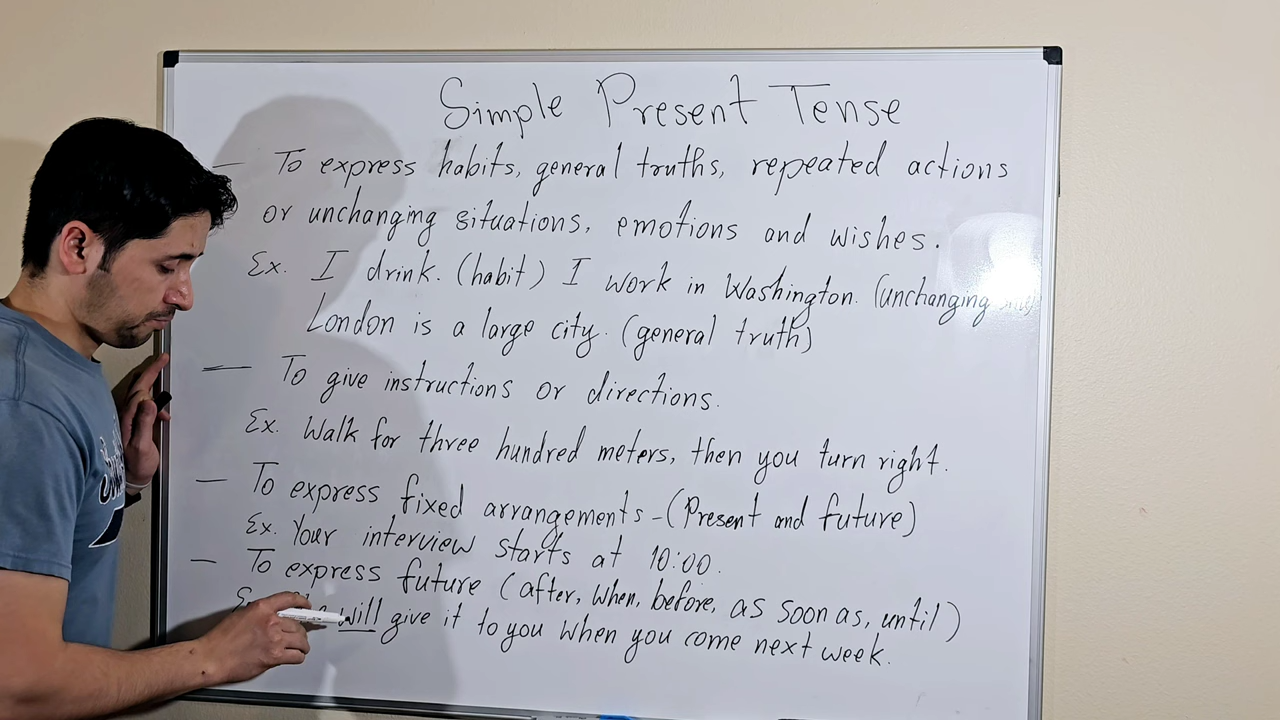 Simple Present Tense
— To express habits, general truths, repeated actions
or unchanging situations, emotions and wishes.
Ex. I drink. (habit) I work in Washington. (unchanging
London is a large city. (general truth)
— To give instructions or directions.
Ex. Walk for three hundred meters, then you turn right.
— To express fixed arrangements - (Present and future)
Ex. Your interview starts at 10:00.
— To express future (after, when, before, as soon as, until)
will give it to you when you come next week.